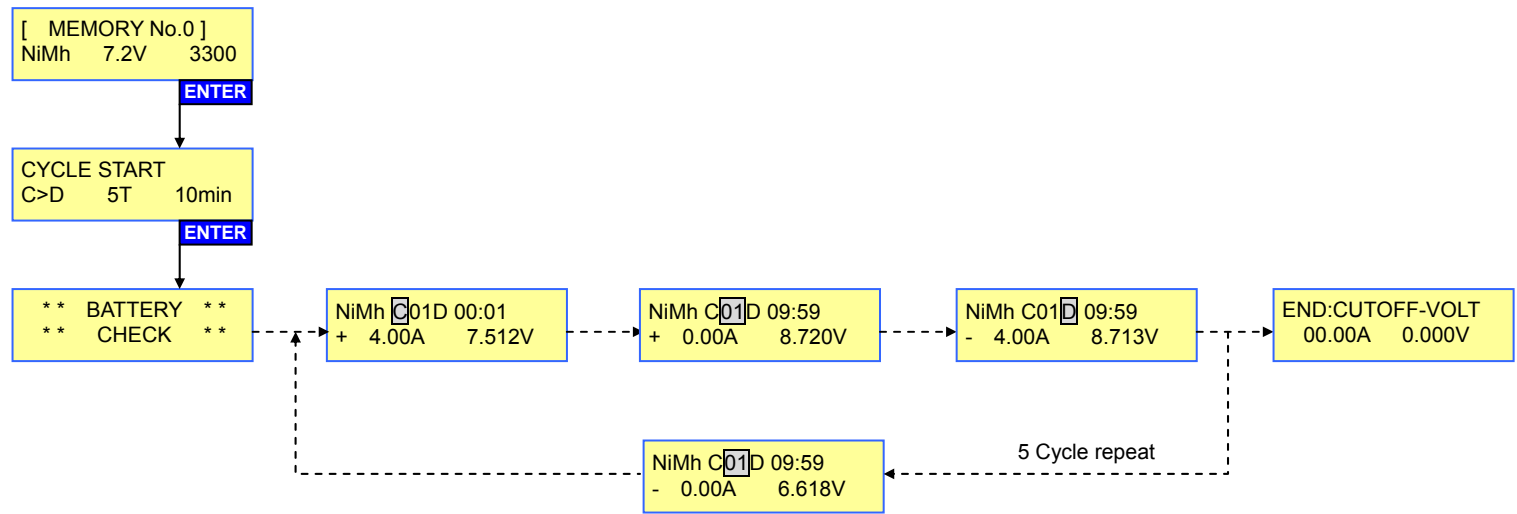 [ MEMORY No.0 ]
NiMh 7.2V 3300
ENTER
CYCLE START
C>D 5T 10min
ENTER
* * BATTERY * *
* * CHECK * *
NiMh C01D 00:01
+ 4.00A 7.512V
NiMh C01D 09:59
+ 0.00A 8.720V
NiMh C01D 09:59
- 4.00A 8.713V
END:CUTOFF-VOLT
00.00A 0.000V
5 Cycle repeat
NiMh C01D 09:59
- 0.00A 6.618V